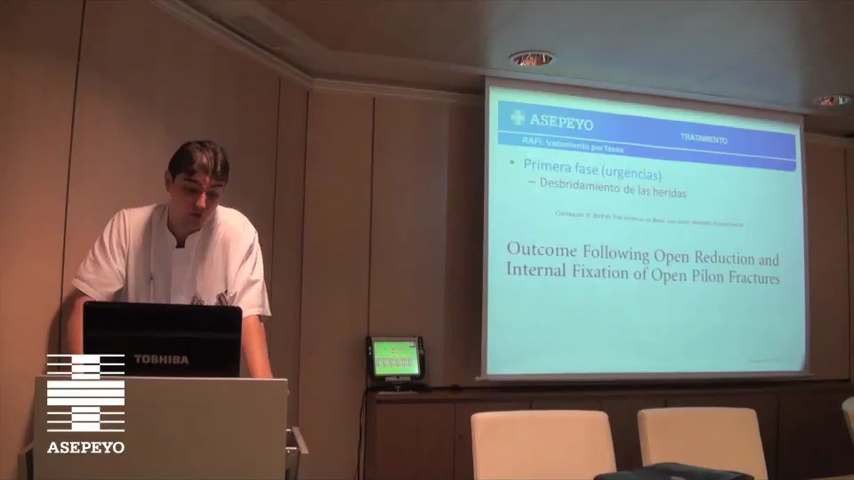 ASEPEYO
TRATAMIENTO
RAFI, tratamiento por fases
• Primera fase (urgencias)
– Desbridamiento de las heridas
Outcome Following Open Reduction and
Internal Fixation of Open Pilon Fractures
TOSHIBA
ASEPEYO